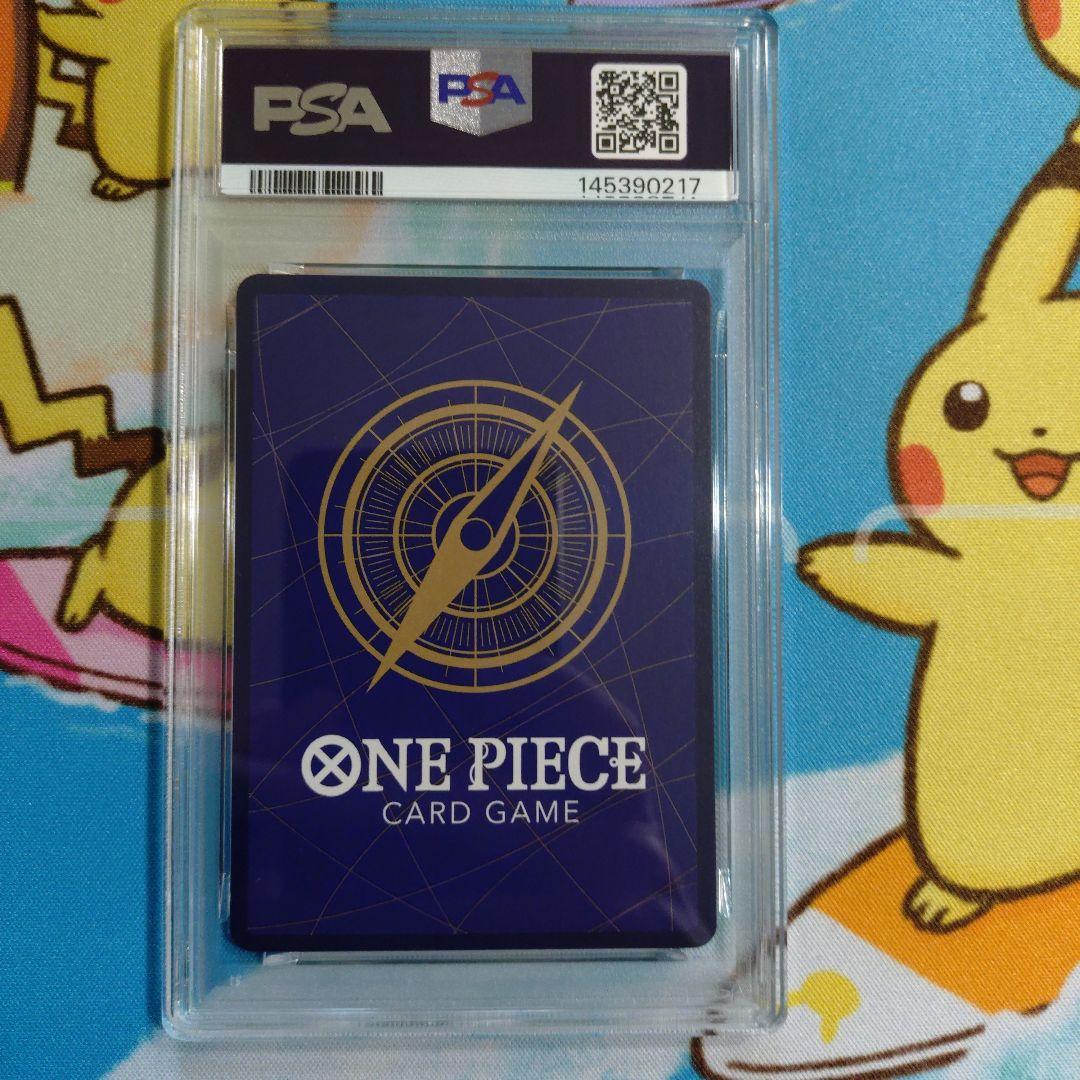 PSA
PSA
145390217
ONE PIECE
CARD GAME